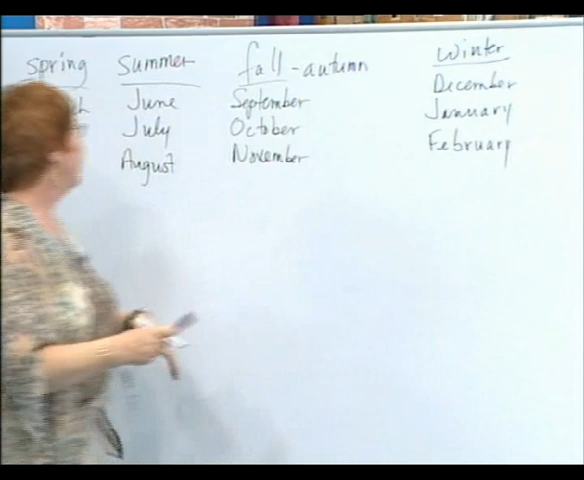 spring summer fall - autumn winter
June September December
July October January
August November February